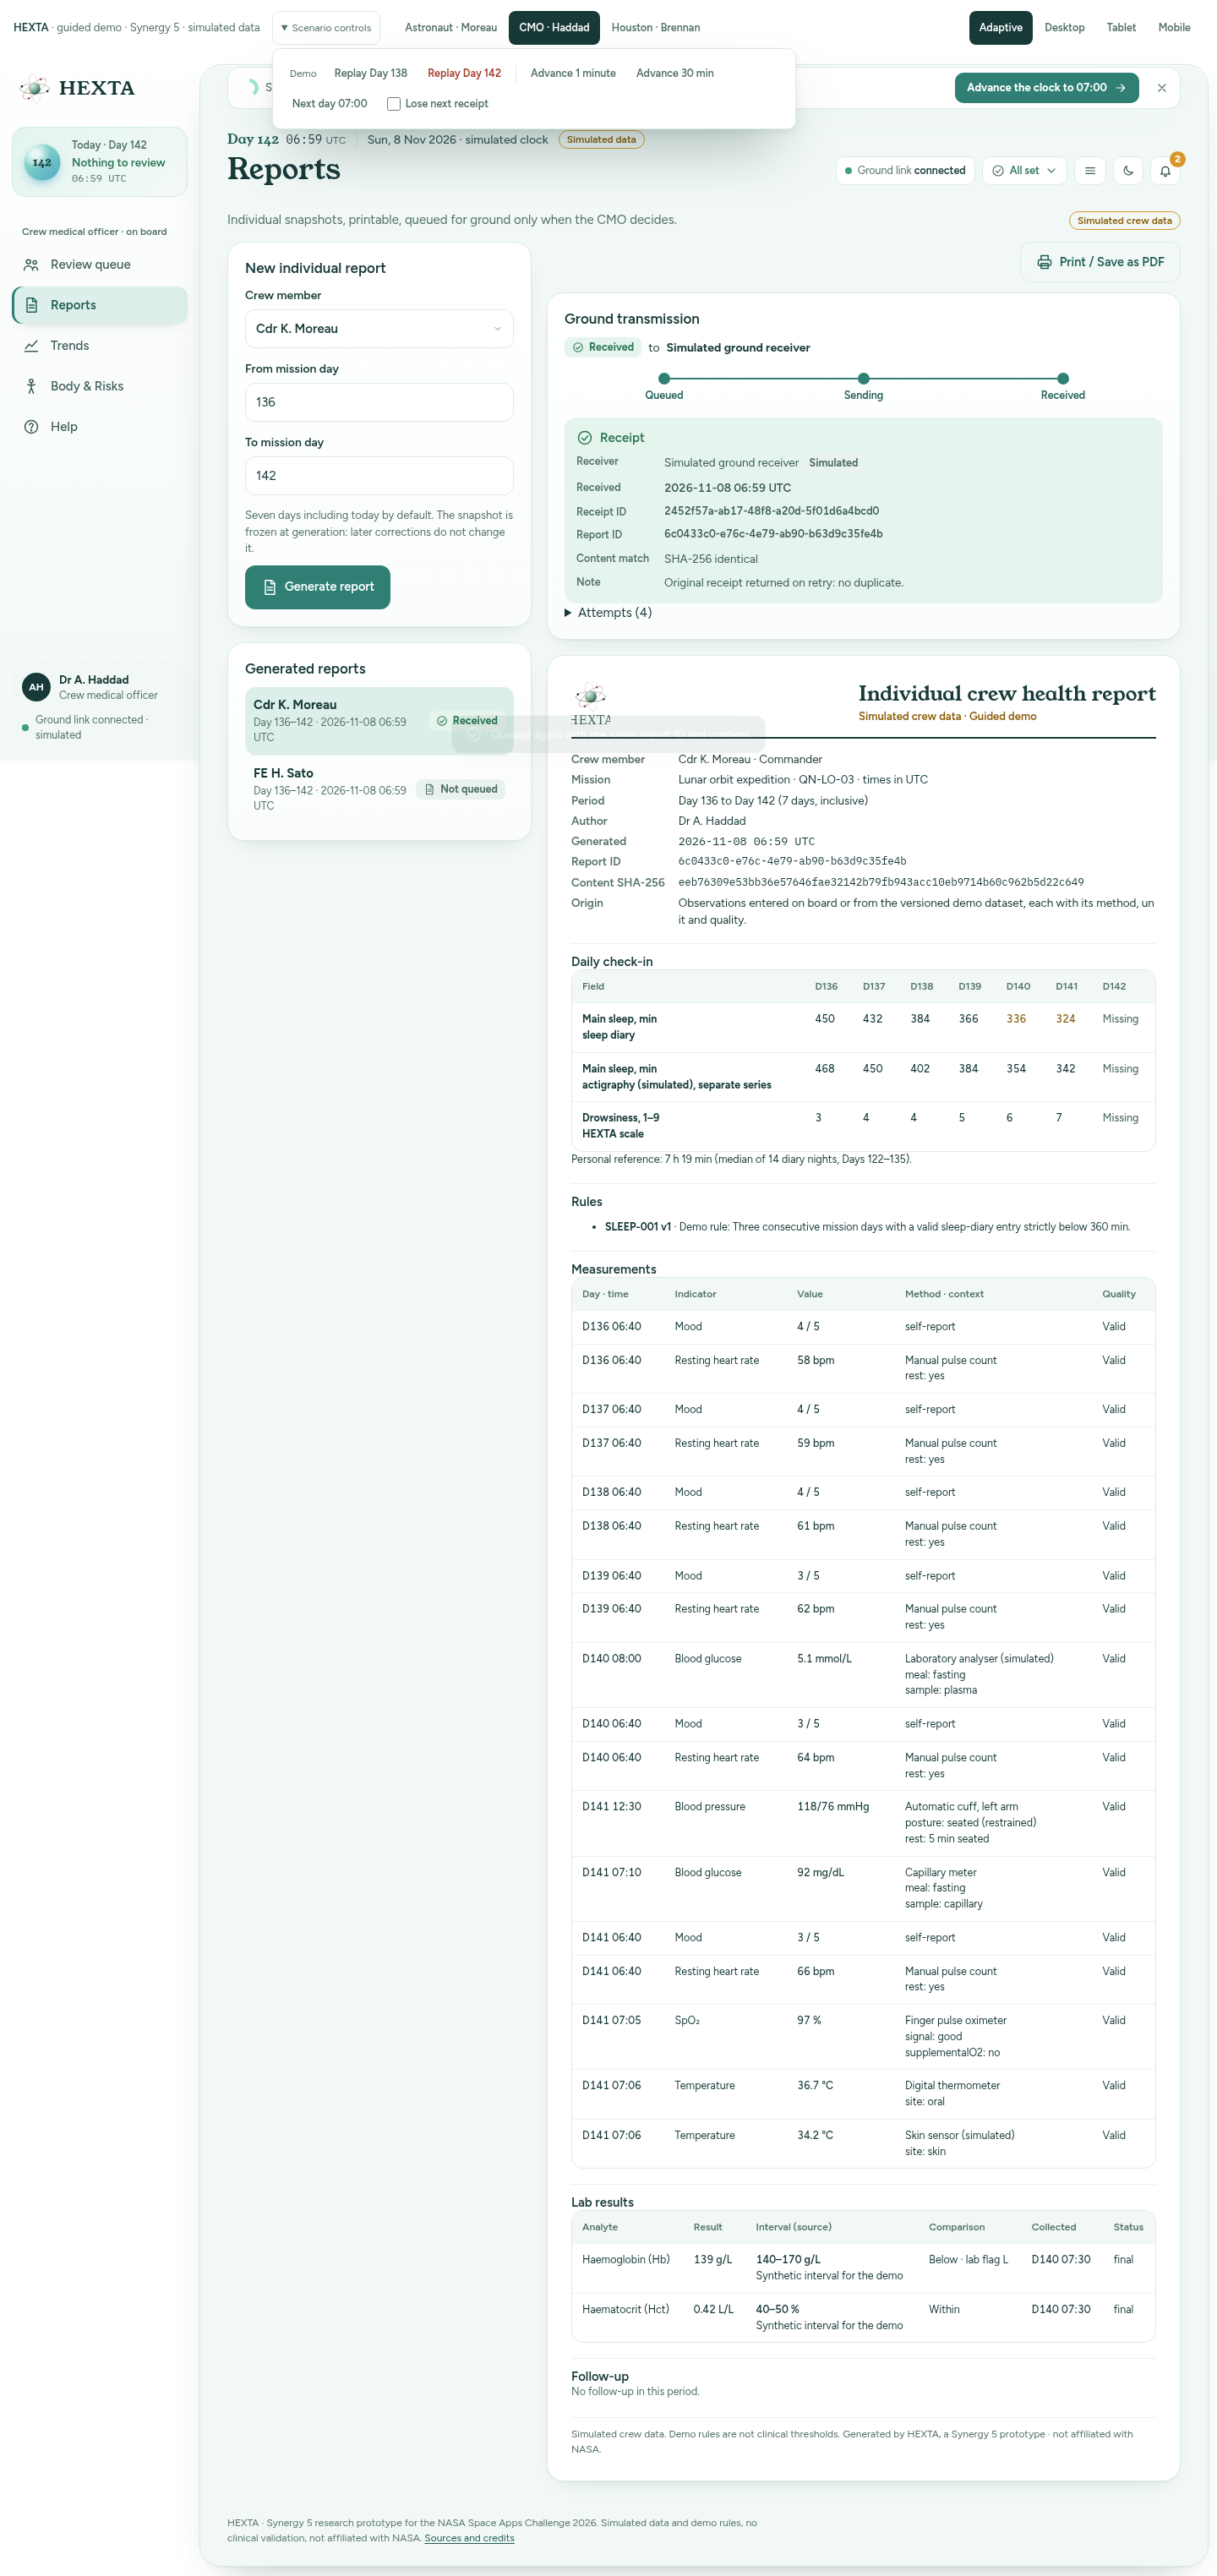 HEXTA · guided demo · Synergy 5 · simulated data
▼ Scenario controls
Astronaut · Moreau
CMO · Haddad
Houston · Brennan
Adaptive
Desktop
Tablet
Mobile
Demo
Replay Day 138
Replay Day 142
Advance 1 minute
Advance 30 min
Next day 07:00
Lose next receipt
HEXTA
Advance the clock to 07:00 →
Today · Day 142
Nothing to review
06:59 UTC
142
Day 142 06:59 UTC
Sun, 8 Nov 2026 · simulated clock
Simulated data
Reports
Ground link connected
All set
2
Individual snapshots, printable, queued for ground only when the CMO decides.
Simulated crew data
Crew medical officer · on board
Review queue
Reports
Trends
Body & Risks
Help
AH
Dr A. Haddad
Crew medical officer
Ground link connected ·
simulated
New individual report
Crew member
Cdr K. Moreau
From mission day
136
To mission day
142
Seven days including today by default. The snapshot is
frozen at generation: later corrections do not change
it.
Generate report
Generated reports
Cdr K. Moreau
Day 136–142 · 2026-11-08 06:59
UTC
Received
FE H. Sato
Day 136–142 · 2026-11-08 06:59
UTC
Not queued
Print / Save as PDF
Ground transmission
Received to Simulated ground receiver
Queued
Sending
Received
Receipt
Receiver Simulated ground receiver Simulated
Received 2026-11-08 06:59 UTC
Receipt ID 2452f57a-ab17-48f8-a20d-5f01d6a4bcd0
Report ID 6c0433c0-e76c-4e79-ab90-b63d9c35fe4b
Content match SHA-256 identical
Note Original receipt returned on retry: no duplicate.
▶ Attempts (4)
HEXTA
Individual crew health report
Simulated crew data · Guided demo
Queued again with the same report ID and content.
Crew member Cdr K. Moreau · Commander
Mission Lunar orbit expedition · QN-LO-03 · times in UTC
Period Day 136 to Day 142 (7 days, inclusive)
Author Dr A. Haddad
Generated 2026-11-08 06:59 UTC
Report ID 6c0433c0-e76c-4e79-ab90-b63d9c35fe4b
Content SHA-256 eeb76309e53bb36e57646fae32142b79fb943acc10eb9714b60c962b5d22c649
Origin Observations entered on board or from the versioned demo dataset, each with its method, un
it and quality.
Daily check-in
Field D136 D137 D138 D139 D140 D141 D142
Main sleep, min 450 432 384 366 336 324 Missing
sleep diary
Main sleep, min 468 450 402 384 354 342 Missing
actigraphy (simulated), separate series
Drowsiness, 1–9 3 4 4 5 6 7 Missing
HEXTA scale
Personal reference: 7 h 19 min (median of 14 diary nights, Days 122–135).
Rules
• SLEEP-001 v1 · Demo rule: Three consecutive mission days with a valid sleep-diary entry strictly below 360 min.
Measurements
Day · time Indicator Value Method · context Quality
D136 06:40 Mood 4 / 5 self-report Valid
D136 06:40 Resting heart rate 58 bpm Manual pulse count Valid
rest: yes
D137 06:40 Mood 4 / 5 self-report Valid
D137 06:40 Resting heart rate 59 bpm Manual pulse count Valid
rest: yes
D138 06:40 Mood 4 / 5 self-report Valid
D138 06:40 Resting heart rate 61 bpm Manual pulse count Valid
rest: yes
D139 06:40 Mood 3 / 5 self-report Valid
D139 06:40 Resting heart rate 62 bpm Manual pulse count Valid
rest: yes
D140 08:00 Blood glucose 5.1 mmol/L Laboratory analyser (simulated) Valid
meal: fasting
sample: plasma
D140 06:40 Mood 3 / 5 self-report Valid
D140 06:40 Resting heart rate 64 bpm Manual pulse count Valid
rest: yes
D141 12:30 Blood pressure 118/76 mmHg Automatic cuff, left arm Valid
posture: seated (restrained)
rest: 5 min seated
D141 07:10 Blood glucose 92 mg/dL Capillary meter Valid
meal: fasting
sample: capillary
D141 06:40 Mood 3 / 5 self-report Valid
D141 06:40 Resting heart rate 66 bpm Manual pulse count Valid
rest: yes
D141 07:05 SpO₂ 97 % Finger pulse oximeter Valid
signal: good
supplementalO2: no
D141 07:06 Temperature 36.7 °C Digital thermometer Valid
site: oral
D141 07:06 Temperature 34.2 °C Skin sensor (simulated) Valid
site: skin
Lab results
Analyte Result Interval (source) Comparison Collected Status
Haemoglobin (Hb) 139 g/L 140–170 g/L Below · lab flag L D140 07:30 final
Synthetic interval for the demo
Haematocrit (Hct) 0.42 L/L 40–50 % Within D140 07:30 final
Synthetic interval for the demo
Follow-up
No follow-up in this period.
Simulated crew data. Demo rules are not clinical thresholds. Generated by HEXTA, a Synergy 5 prototype · not affiliated with
NASA.
HEXTA · Synergy 5 research prototype for the NASA Space Apps Challenge 2026. Simulated data and demo rules, no
clinical validation, not affiliated with NASA. Sources and credits